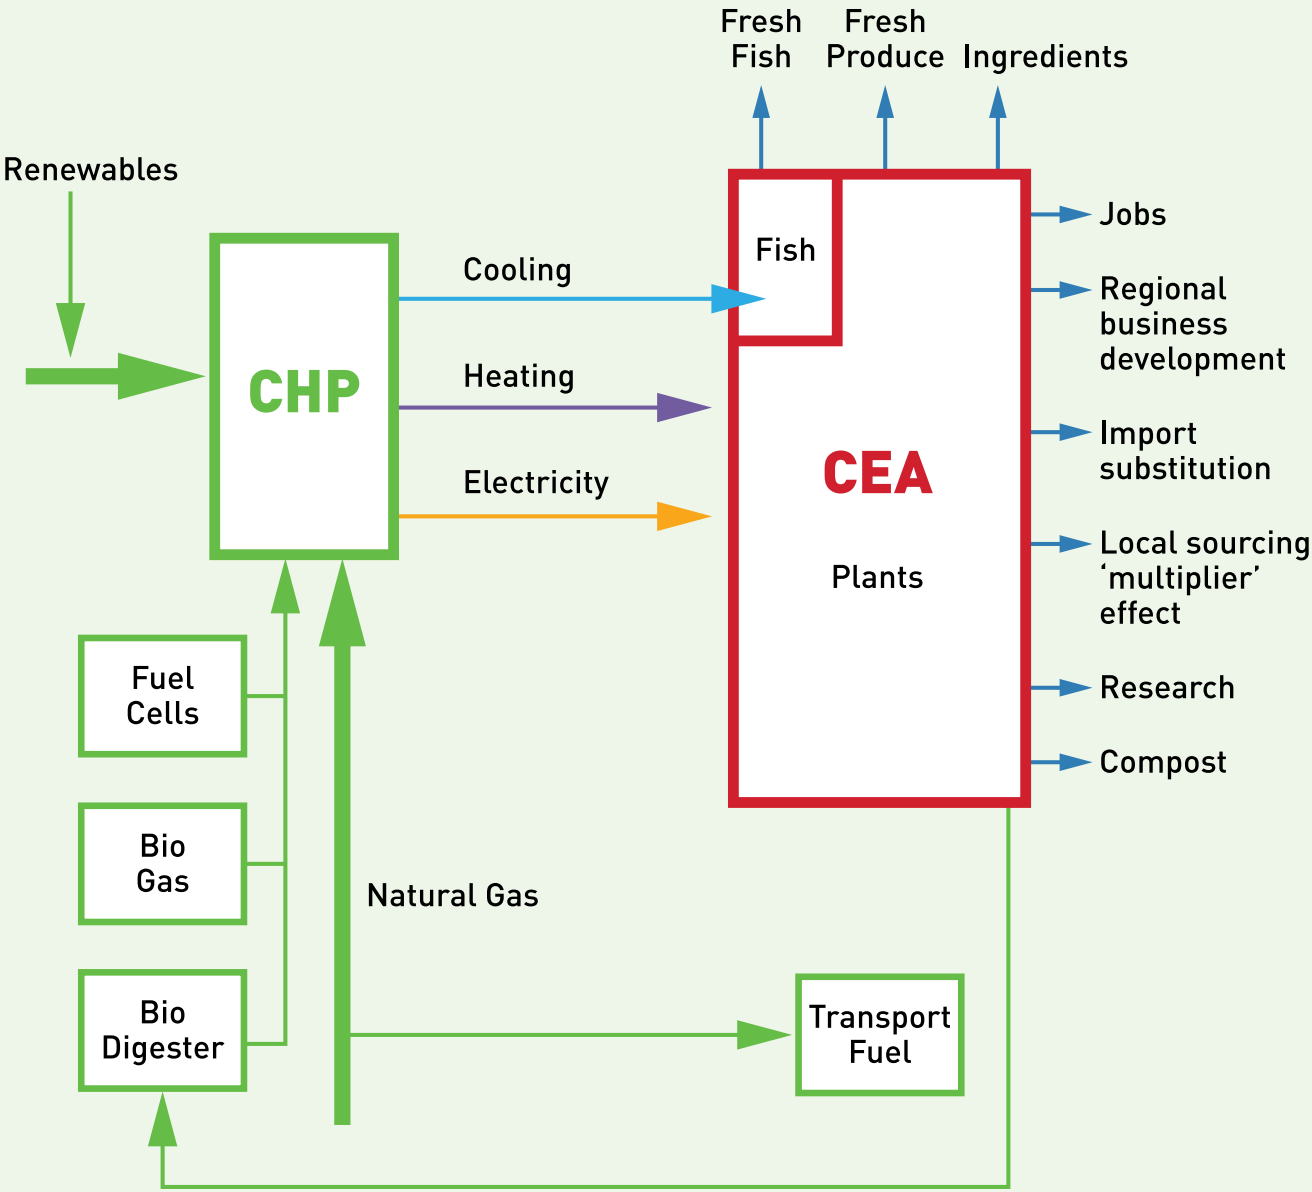 Fresh
Fish
Fresh
Produce
Ingredients
Renewables
CHP
Cooling
Heating
Electricity
Fish
CEA
Plants
Jobs
Regional
business
development
Import
substitution
Local sourcing
‘multiplier’
effect
Research
Compost
Fuel
Cells
Bio
Gas
Natural Gas
Bio
Digester
Transport
Fuel